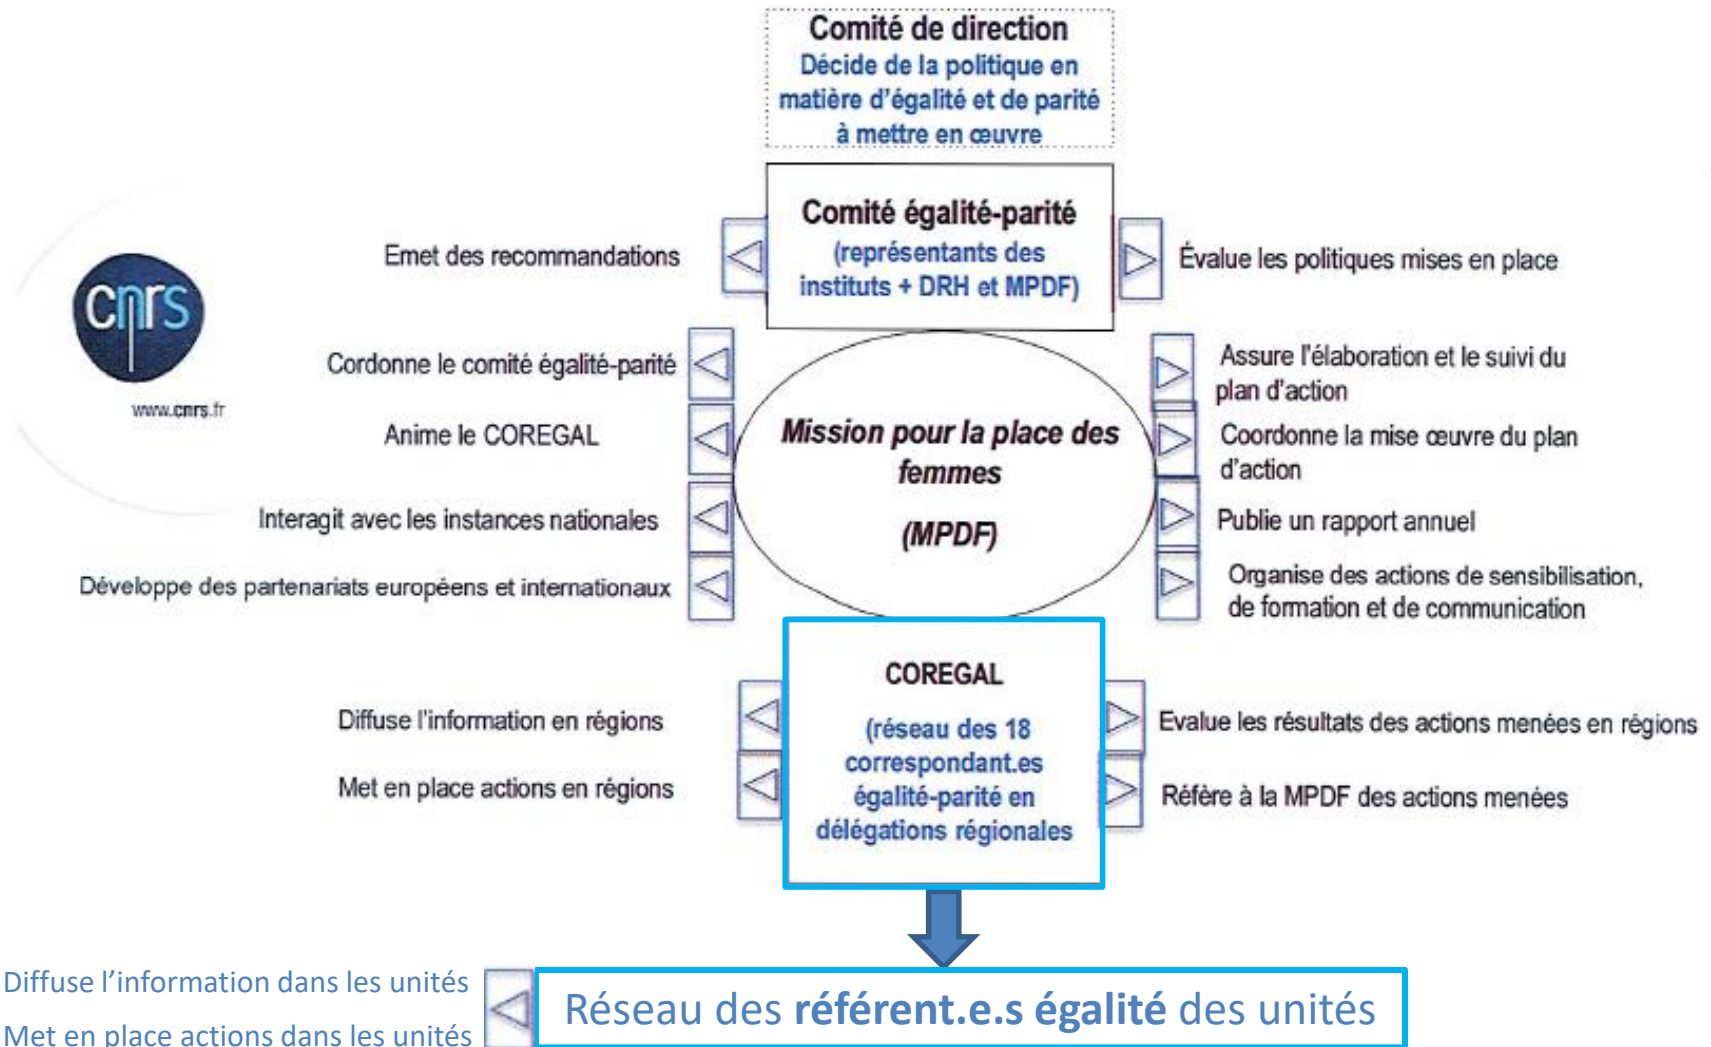 Comité de direction
Décide de la politique en
matière d'égalité et de parité
à mettre en œuvre
Comité égalité-parité
(représentants des
instituts + DRH et MPDF)
Emet des recommandations
Évalue les politiques mises en place
cnrs
www.cnrs.fr
Cordonne le comité égalité-parité
Anime le COREGAL
Interagit avec les instances nationales
Développe des partenariats européens et internationaux
Mission pour la place des
femmes
(MPDF)
Assure l'élaboration et le suivi du
plan d'action
Coordonne la mise œuvre du plan
d'action
Publie un rapport annuel
Organise des actions de sensibilisation,
de formation et de communication
COREGAL
(réseau des 18
correspondant.es
égalité-parité en
délégations régionales
Diffuse l'information en régions
Met en place actions en régions
Evalue les résultats des actions menées en régions
Réfère à la MPDF des actions menées
Diffuse l'information dans les unités
Met en place actions dans les unités
Réseau des référent.e.s égalité des unités